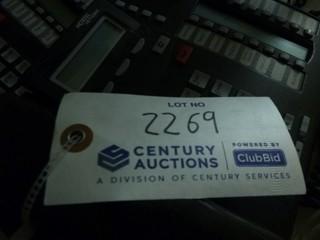 LOT NO
2269
CENTURY AUCTIONS
POWERED BY
ClubBid
A DIVISION OF CENTURY SERVICES